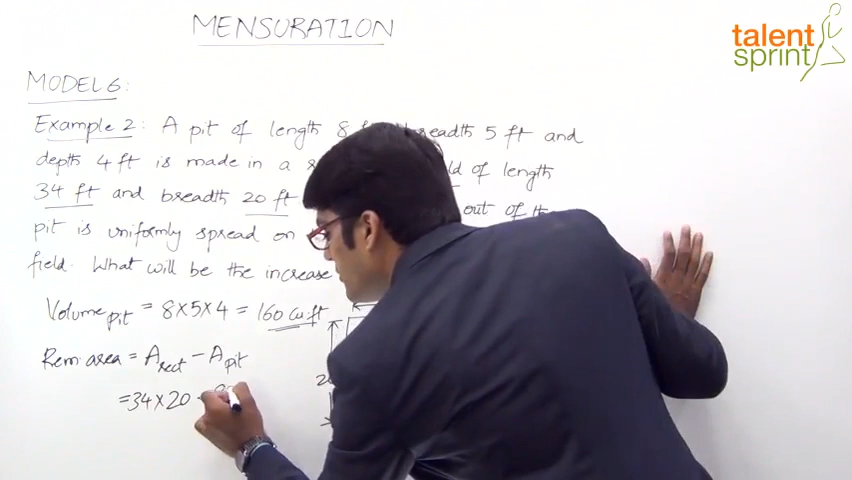 MENSURATION
talent
sprint
MODEL 6:
Example 2: A pit of length 8 breadth 5 ft and
depth 4 ft is made in a of length
34 ft and breadth 20 ft out of
pit is uniformly spread on
field. What will be the increase
Volume pit = 8×5×4 = 160 cu.ft
Rem. area = A rect − A pit
= 34×20